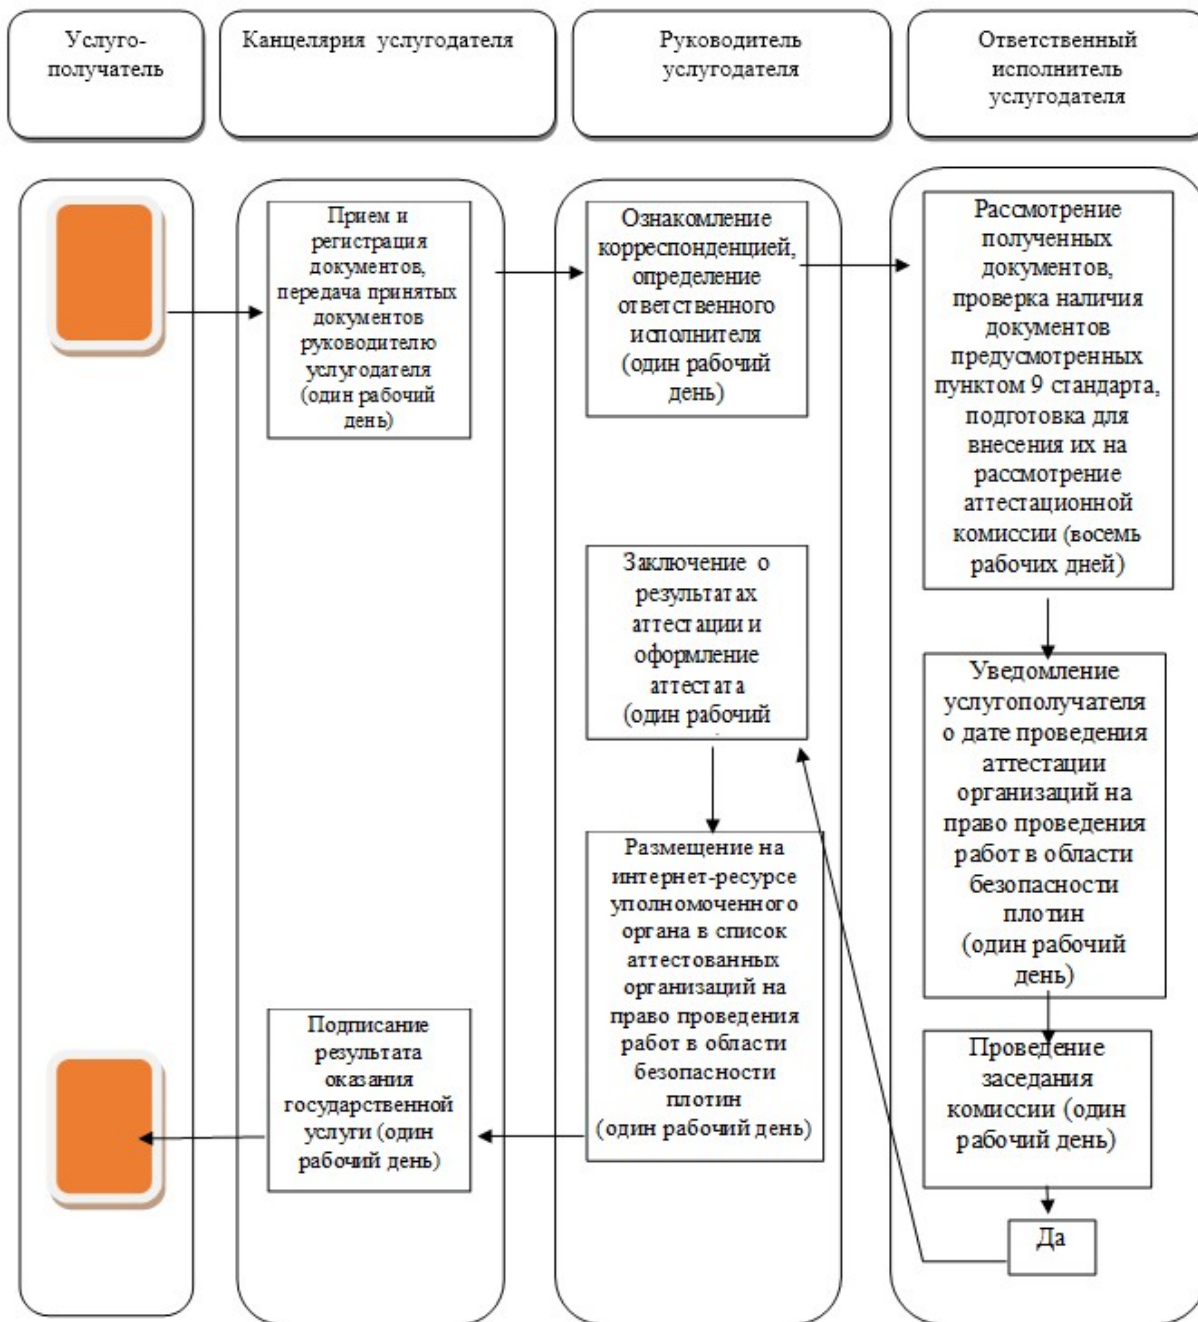 Услуго-
получатель
Канцелярия услугодателя
Руководитель
услугодателя
Ответственный
исполнитель
услугодателя
Прием и
регистрация
документов,
передача принятых
документов
руководителю
услугодателя
(один рабочий
день)
Ознакомление
корреспонденцией,
определение
ответственного
исполнителя
(один рабочий
день)
Рассмотрение
полученных
документов,
проверка наличия
документов
предусмотренных
пунктом 9 стандарта,
подготовка для
внесения их на
рассмотрение
аттестационной
комиссии (восемь
рабочих дней)
Уведомление
услугополучателя
о дате проведения
аттестации
организаций на
право проведения
работ в области
безопасности
плотин
(один рабочий
день)
Проведение
заседания
комиссии (один
рабочий день)
Да
Заключение о
результатах
аттестации и
оформление
аттестата
(один рабочий
Размещение на
интернет-ресурсе
уполномоченного
органа в список
аттестованных
организаций на
право проведения
работ в области
безопасности
плотин
(один рабочий день)
Подписание
результата
оказания
государственной
услуги (один
рабочий день)